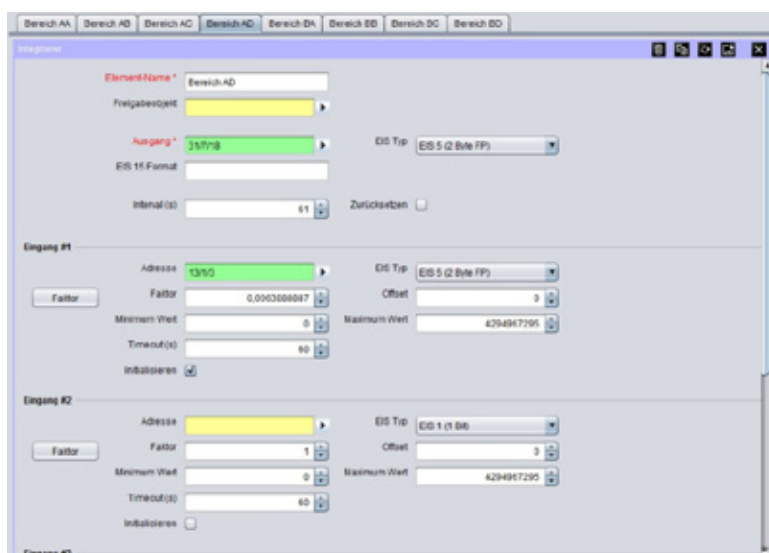 Bereich AA Bereich AB Bereich AC Bereich AD Bereich BA Bereich BB Bereich BC Bereich BD
Integrierer
Element-Name * Bereich AD
Freigabeobjekt
Ausgang * 31/7/18 EIS Typ EIS 5 (2 Byte FP)
EIS 15 Format
Interval (s) 61 Zurücksetzen
Eingang #1
Adresse 13/1/3 EIS Typ EIS 5 (2 Byte FP)
Faktor Faktor Offset 0
Minimum Wert 0 Maximum Wert 4294967295
Timeout(s) 60
Initialisieren
Eingang #2
Adresse EIS Typ EIS 1 (1 Bit)
Faktor Faktor 1 Offset 0
Minimum Wert 0 Maximum Wert 4294967295
Timeout(s) 60
Initialisieren